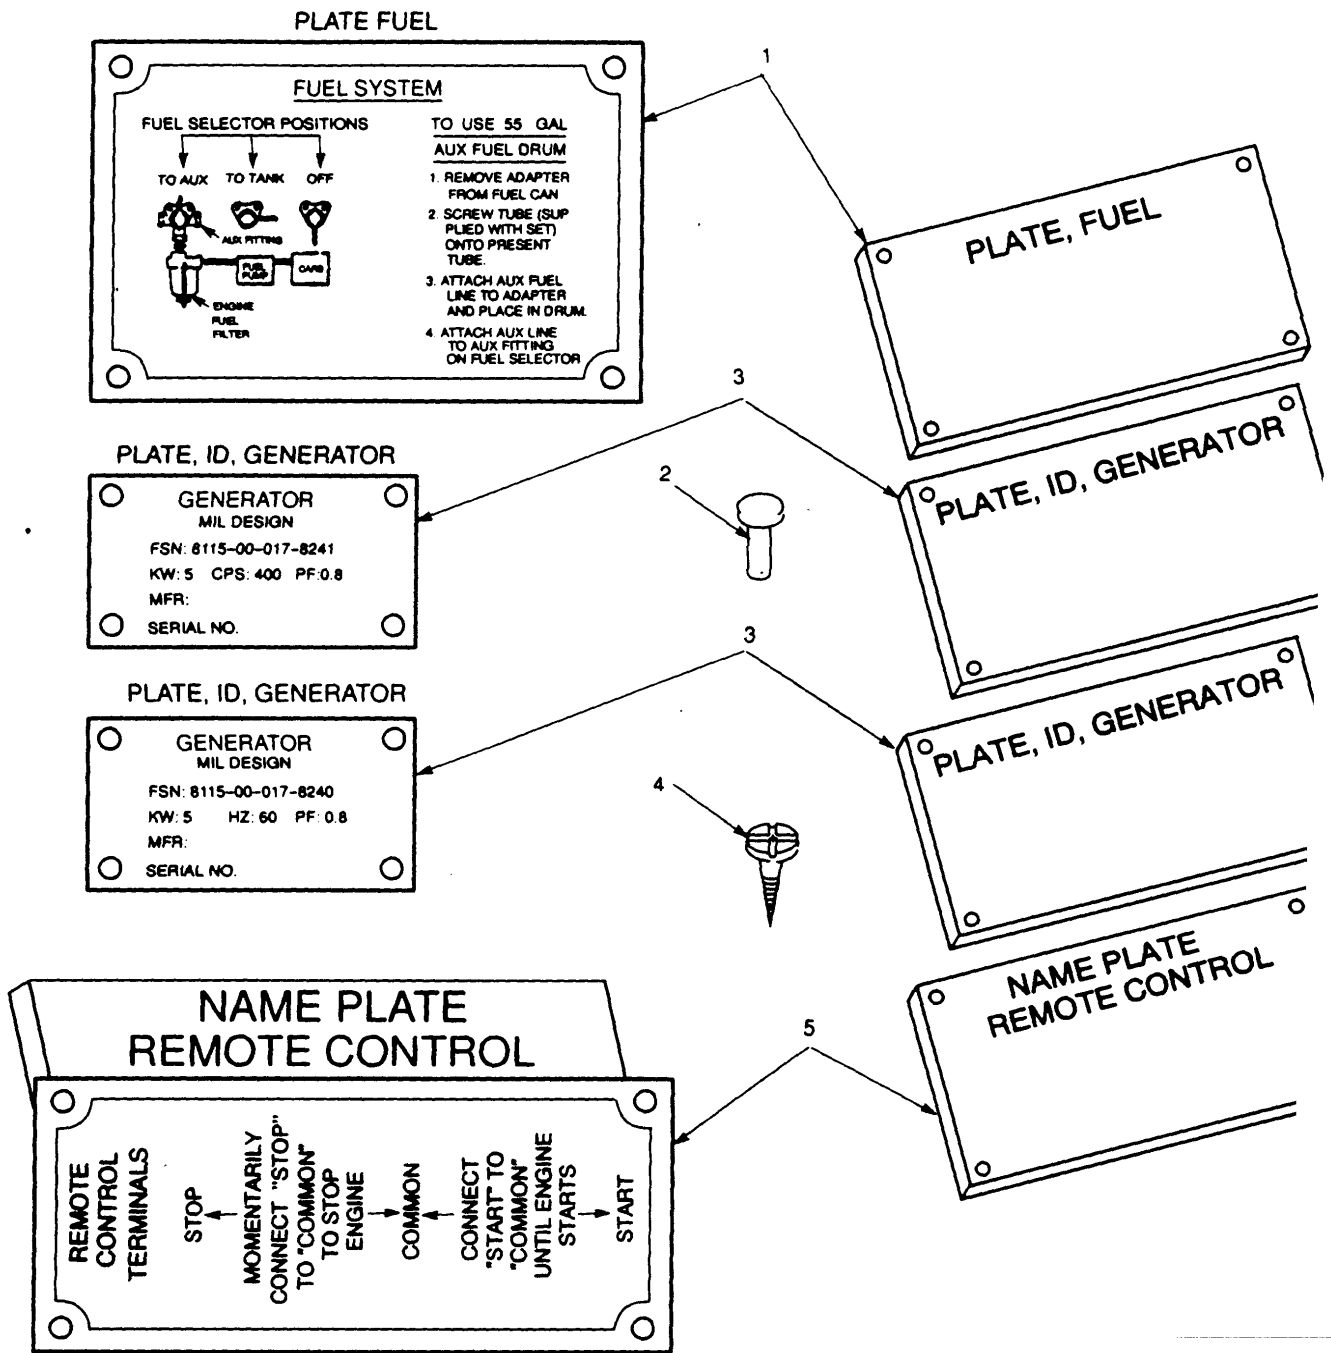 PLATE FUEL
1
FUEL SYSTEM
FUEL SELECTOR POSITIONS
TO AUX TO TANK OFF
AUX FITTING
FUEL
PUMP
CARB
ENGINE
FUEL
FILTER
TO USE 55 GAL
AUX FUEL DRUM
1. REMOVE ADAPTER
FROM FUEL CAN
2. SCREW TUBE (SUP
PLIED WITH SET)
ONTO PRESENT
TUBE.
3. ATTACH AUX FUEL
LINE TO ADAPTER
AND PLACE IN DRUM.
4. ATTACH AUX LINE
TO AUX FITTING
ON FUEL SELECTOR
PLATE, FUEL
3
PLATE, ID, GENERATOR
GENERATOR
MIL DESIGN
FSN: 6115-00-017-8241
KW: 5 CPS: 400 PF:0.8
MFR:
SERIAL NO.
2
PLATE, ID, GENERATOR
3
PLATE, ID, GENERATOR
GENERATOR
MIL DESIGN
FSN: 8115-00-017-8240
KW: 5 HZ: 60 PF: 0.8
MFR:
SERIAL NO.
4
PLATE, ID, GENERATOR
NAME PLATE
REMOTE CONTROL
5
NAME PLATE
REMOTE CONTROL
REMOTE
CONTROL
TERMINALS
STOP
MOMENTARILY
CONNECT "STOP"
TO "COMMON"
TO STOP
ENGINE
COMMON
CONNECT
"START" TO
"COMMON"
UNTIL ENGINE
STARTS
START